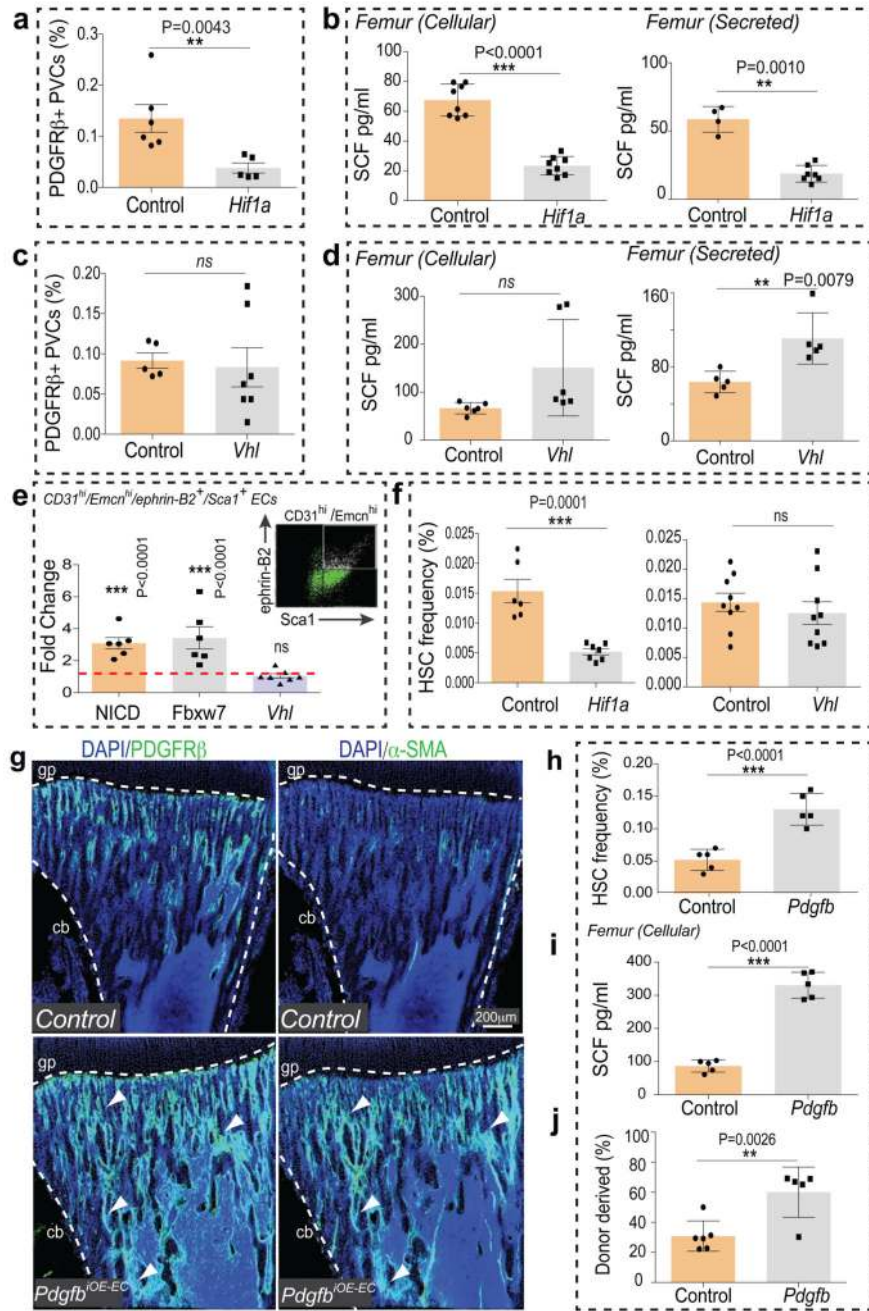 a
P=0.0043
**
PDGFRβ+ PVCs (%)
0.3
0.2
0.1
0.0
Control
Hif1a
b
Femur (Cellular)
P<0.0001
***
SCF pg/ml
80
60
40
20
0
Control
Hif1a
Femur (Secreted)
P=0.0010
**
SCF pg/ml
100
50
0
Control
Hif1a
c
ns
PDGFRβ+ PVCs (%)
0.20
0.15
0.10
0.05
0.00
Control
Vhl
d
Femur (Cellular)
ns
SCF pg/ml
300
200
100
0
Control
Vhl
Femur (Secreted)
** P=0.0079
SCF pg/ml
160
80
0
Control
Vhl
e
CD31hi/Emcnhi/ephrin-B2+/Sca1+ ECs
CD31hi/Emcnhi
ephrin-B2
Sca1
Fold Change
8
6
4
2
0
***
P<0.0001
***
P<0.0001
ns
NICD
Fbxw7
Vhl
f
P=0.0001
***
HSC frequency (%)
0.025
0.020
0.015
0.010
0.005
0.000
Control
Hif1a
ns
0.025
0.020
0.015
0.010
0.005
0.000
Control
Vhl
g
DAPI/PDGFRβ
DAPI/α-SMA
gp
cb
Control
Control
200μm
gp
cb
gp
cb
PdgfbiOE-EC
PdgfbiOE-EC
h
P<0.0001
***
HSC frequency (%)
0.20
0.15
0.10
0.05
0.00
Control
Pdgfb
i
Femur (Cellular)
P<0.0001
***
SCF pg/ml
400
300
200
100
0
Control
Pdgfb
j
P=0.0026
**
Donor derived (%)
80
60
40
20
0
Control
Pdgfb